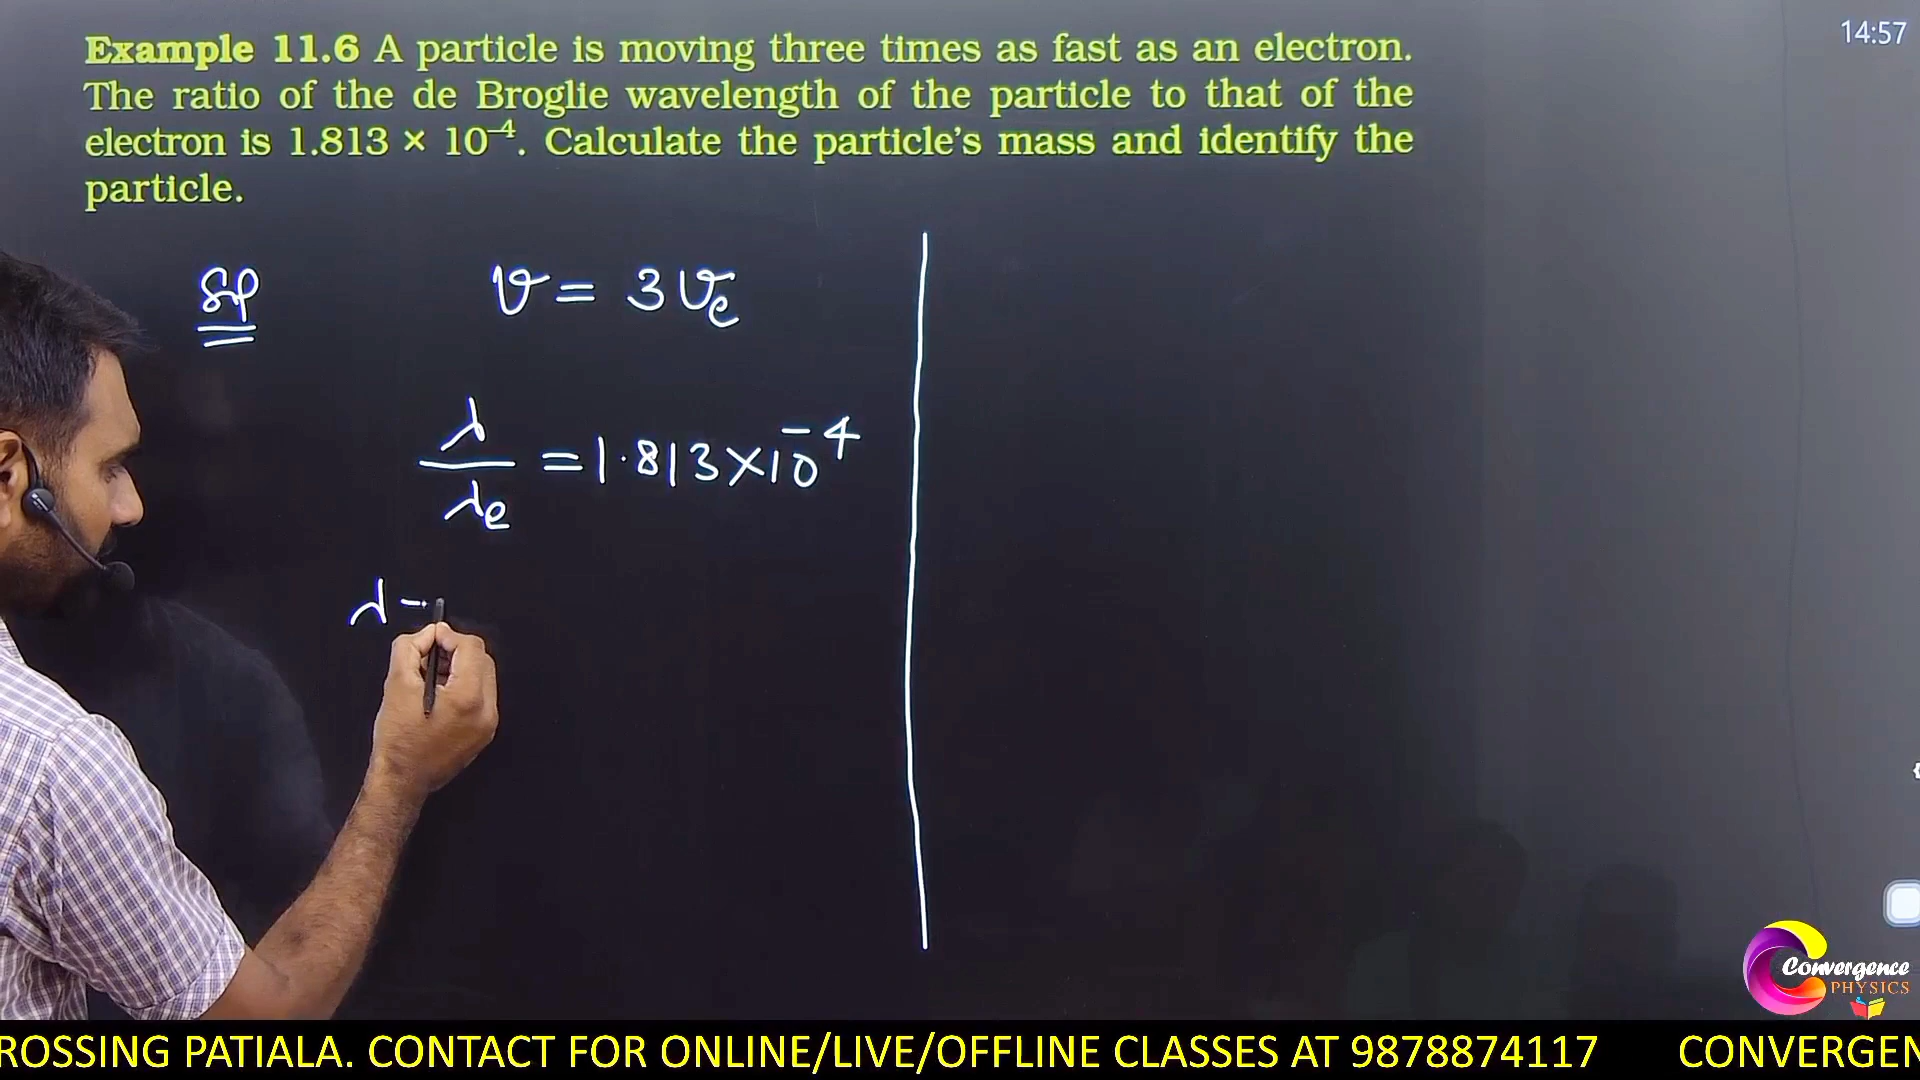 14:57
Example 11.6 A particle is moving three times as fast as an electron.
The ratio of the de Broglie wavelength of the particle to that of the
electron is 1.813 × 10⁻⁴. Calculate the particle's mass and identify the
particle.
v = 3 vₑ
λ/λₑ = 1.813 × 10⁻⁴
λ -
Convergence
PHYSICS
ROSSING PATIALA. CONTACT FOR ONLINE/LIVE/OFFLINE CLASSES AT 9878874117 CONVERGEN